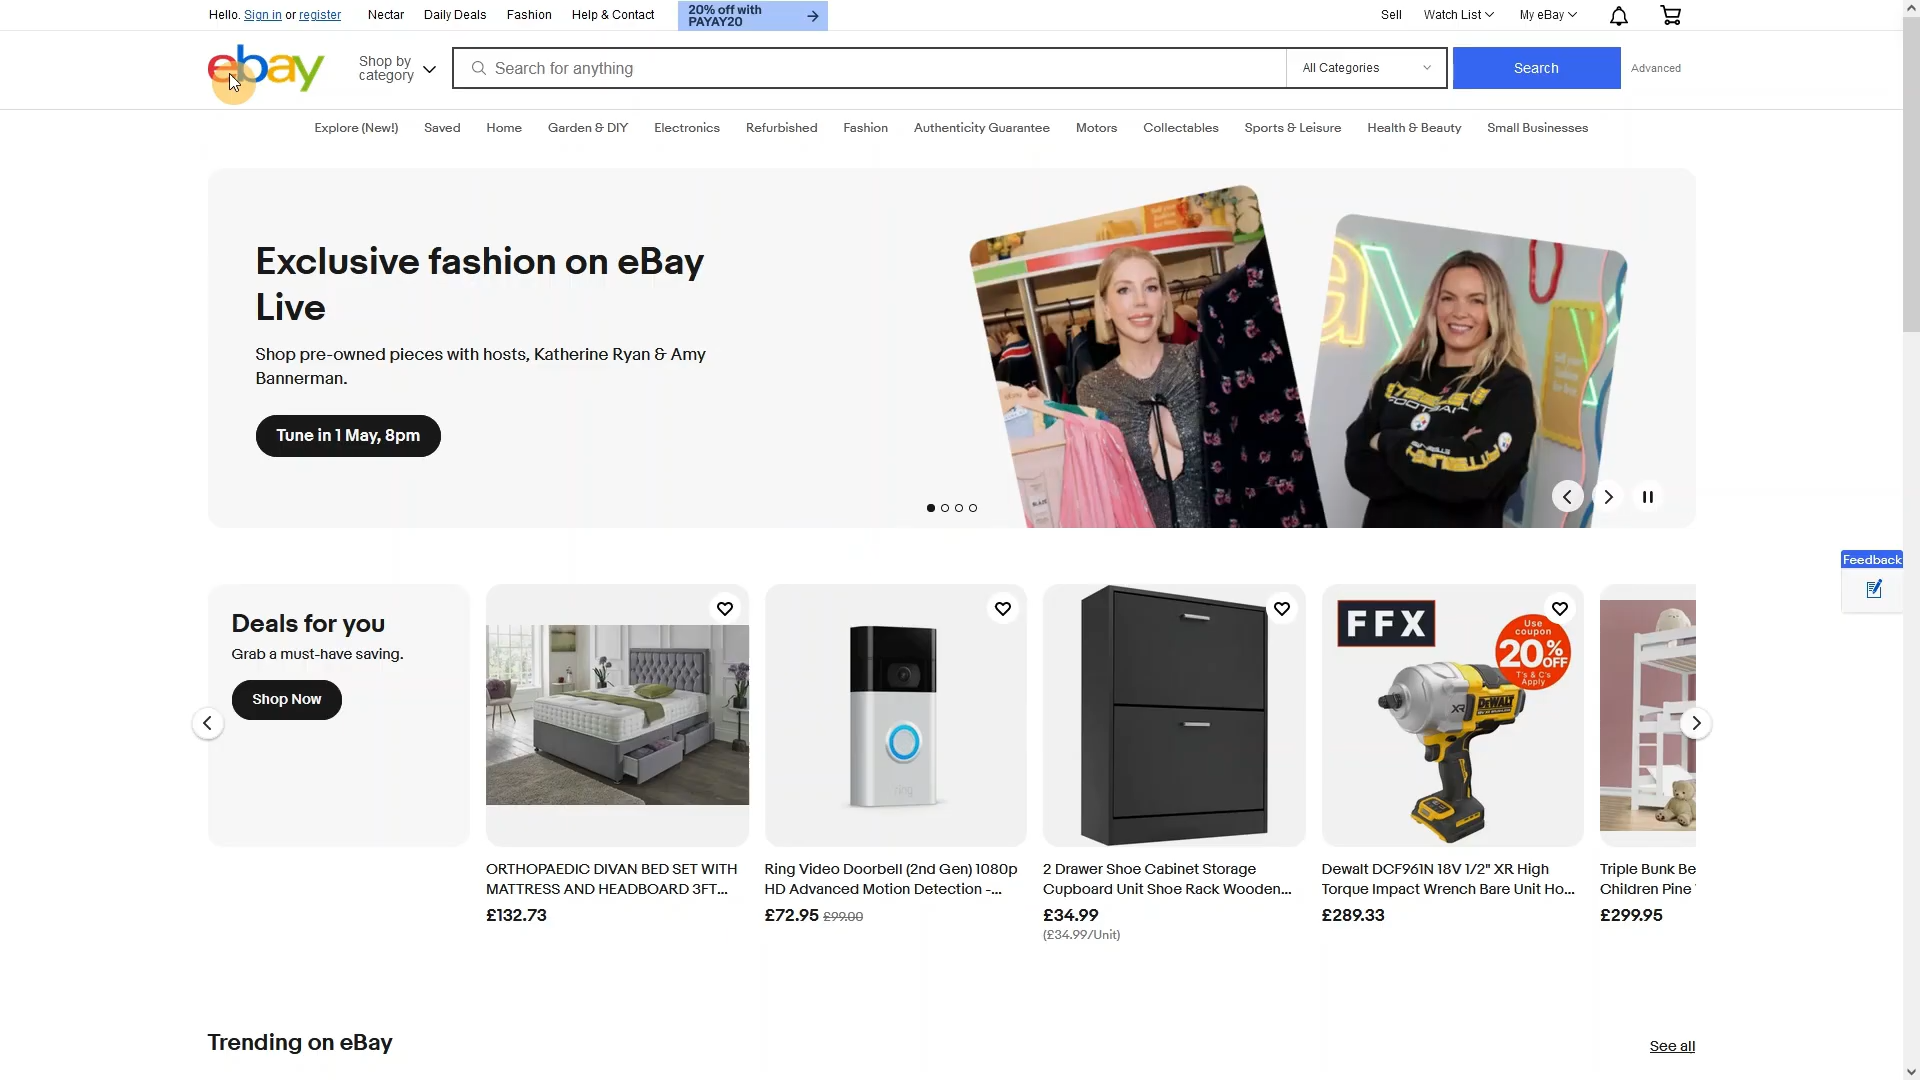 Hello. Sign in or register
Nectar
Daily Deals
Fashion
Help & Contact
20% off with
PAYAY20
Sell
Watch List
My eBay
ebay
Shop by
category
Search for anything
All Categories
Search
Advanced
Explore (New!)
Saved
Home
Garden & DIY
Electronics
Refurbished
Fashion
Authenticity Guarantee
Motors
Collectables
Sports & Leisure
Health & Beauty
Small Businesses
Exclusive fashion on eBay
Live
Shop pre-owned pieces with hosts, Katherine Ryan & Amy
Bannerman.
Tune in 1 May, 8pm
Feedback
Deals for you
Grab a must-have saving.
Shop Now
ring
FFX
Use
coupon
20%
OFF
T's & C's
Apply
XR
DEWALT
ORTHOPAEDIC DIVAN BED SET WITH
MATTRESS AND HEADBOARD 3FT...
£132.73
Ring Video Doorbell (2nd Gen) 1080p
HD Advanced Motion Detection -...
£72.95 £99.00
2 Drawer Shoe Cabinet Storage
Cupboard Unit Shoe Rack Wooden...
£34.99
(£34.99/Unit)
Dewalt DCF961N 18V 1/2" XR High
Torque Impact Wrench Bare Unit Ho...
£289.33
Triple Bunk Be
Children Pine
£299.95
Trending on eBay
See all